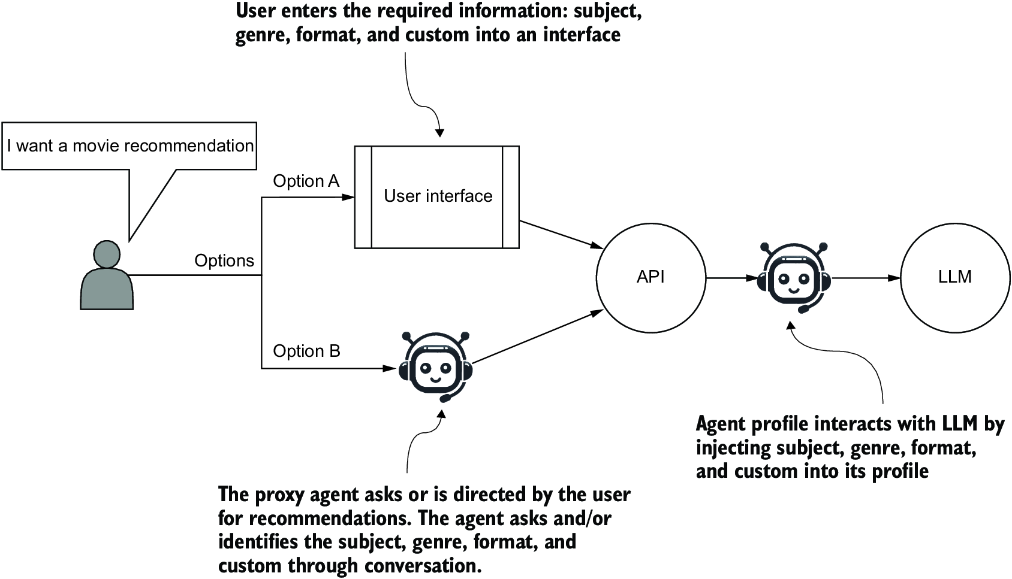 User enters the required information: subject,
genre, format, and custom into an interface
I want a movie recommendation
Option A
User interface
Options
API
LLM
Option B
Agent profile interacts with LLM by
injecting subject, genre, format,
and custom into its profile
The proxy agent asks or is directed by the user
for recommendations. The agent asks and/or
identifies the subject, genre, format, and
custom through conversation.